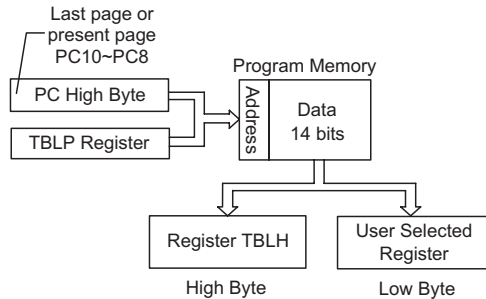 Last page or
present page
PC10~PC8
Program Memory
PC High Byte
TBLP Register
Address
Data
14 bits
Register TBLH
User Selected
Register
High Byte
Low Byte